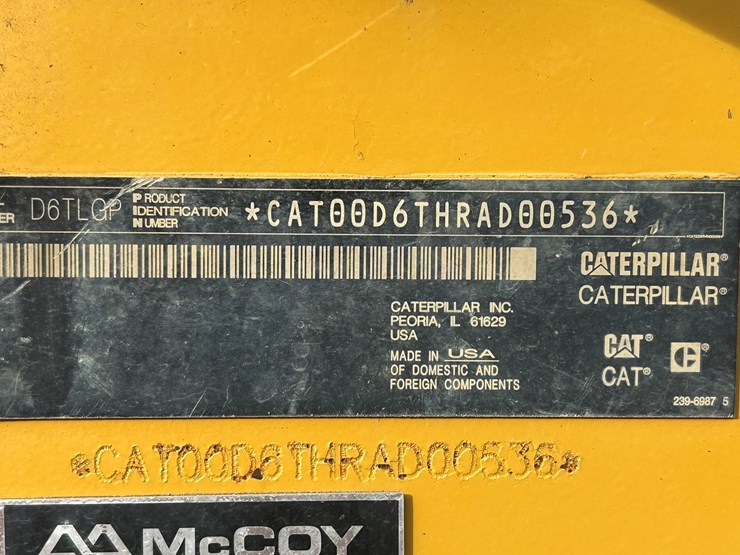 D6TLGP PRODUCT IDENTIFICATION NUMBER *CAT00D6THRAD00536*
CATERPILLAR®
CATERPILLAR®
CATERPILLAR INC.
PEORIA, IL 61629
USA
MADE IN USA
OF DOMESTIC AND
FOREIGN COMPONENTS
CAT®
CAT®
C®
239-6987 5
*CAT00D6THRAD00536*
McCOY